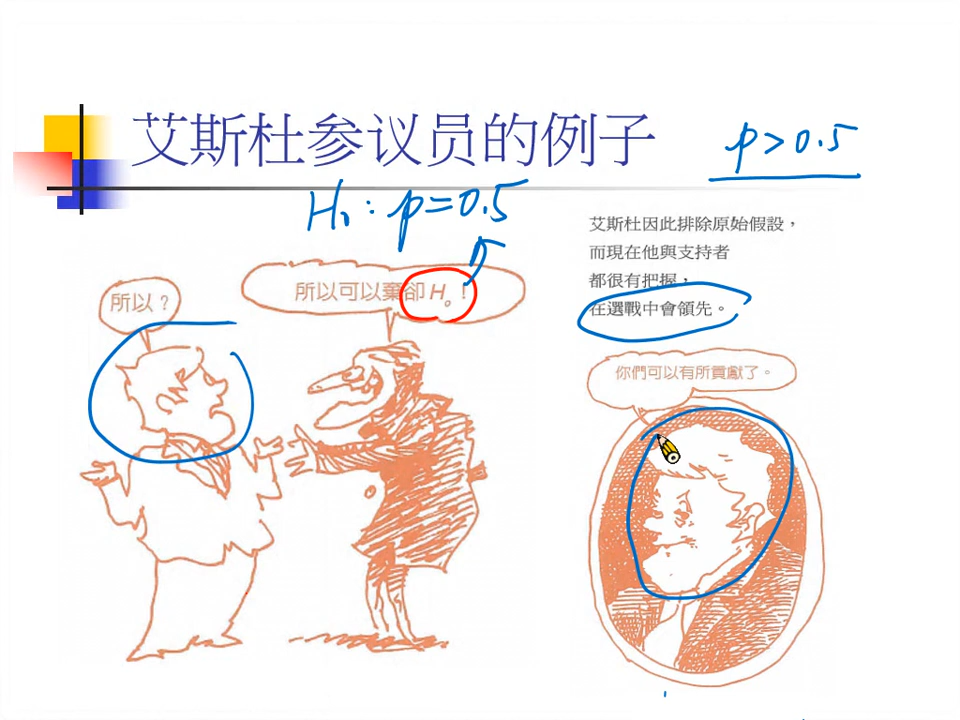 艾斯杜参议员的例子
p>0.5
H₀: p=0.5
艾斯杜因此排除原始假設，
而現在他與支持者
都很有把握，
在選戰中會領先。
所以？
所以可以棄卻 H₀！
你們可以有所貢獻了。